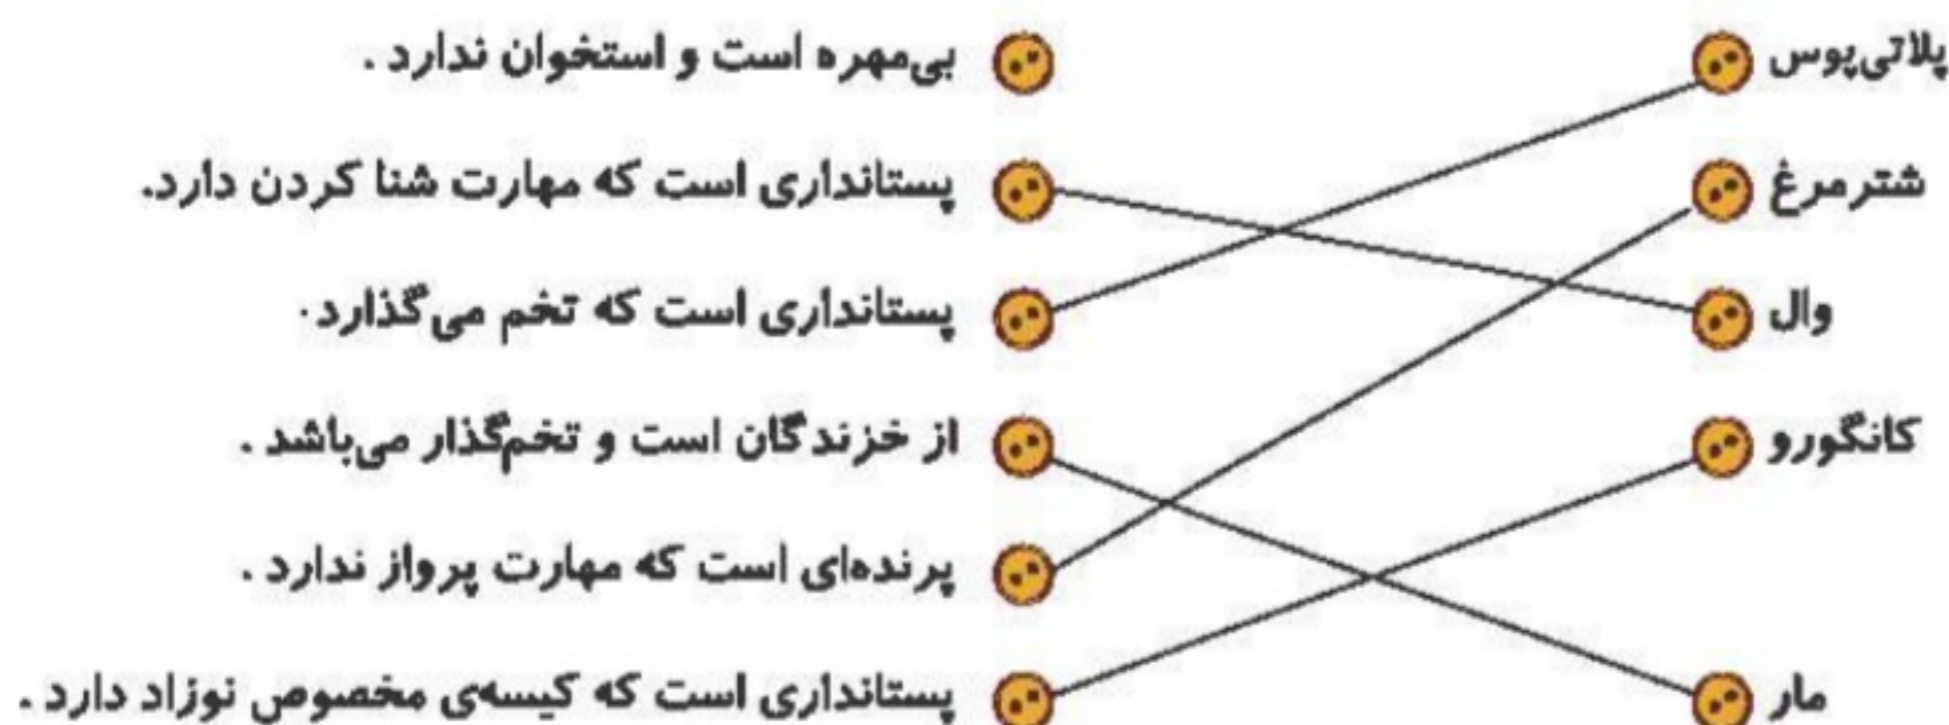 پلاتی‌پوس
بی‌مهره است و استخوان ندارد .
شترمرغ
پستانداری است که مهارت شنا کردن دارد.
وال
پستانداری است که تخم می‌گذارد .
کانگورو
از خزندگان است و تخم‌گذار می‌باشد .
پرنده‌ای است که مهارت پرواز ندارد .
مار
پستانداری است که کیسه‌ی مخصوص نوزاد دارد .